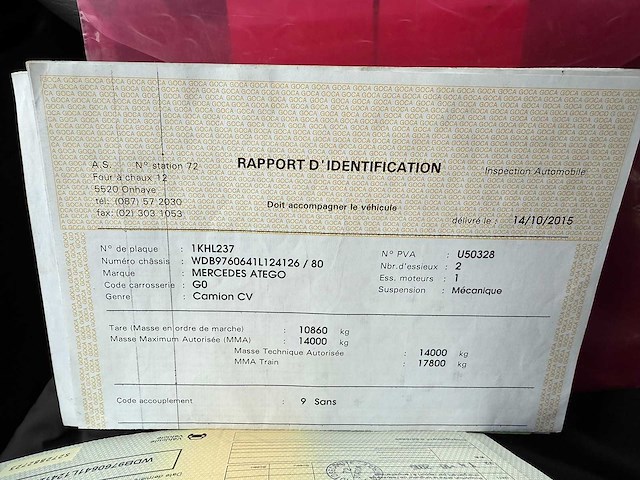 A.S. N° station 72
Four à chaux 12
5520 Onhaye
tél: (087) 57 2030
fax: (02) 303 1053
RAPPORT D'IDENTIFICATION
Inspection Automobile
Doit accompagner le véhicule
délivré le : 14/10/2015
N° de plaque : 1KHL237
Numéro châssis : WDB9760641L124126 / 80
Marque : MERCEDES ATEGO
Code carrosserie : G0
Genre : Camion CV
N° PVA : U50328
Nbr.d'essieux : 2
Ess. moteurs : 1
Suspension : Mécanique
Tare (Masse en ordre de marche) : 10860 kg
Masse Maximum Autorisée (MMA) : 14000 kg
Masse Technique Autorisée : 14000 kg
MMA Train : 17800 kg
Code accouplement : 9 Sans
WDB9760641L1241